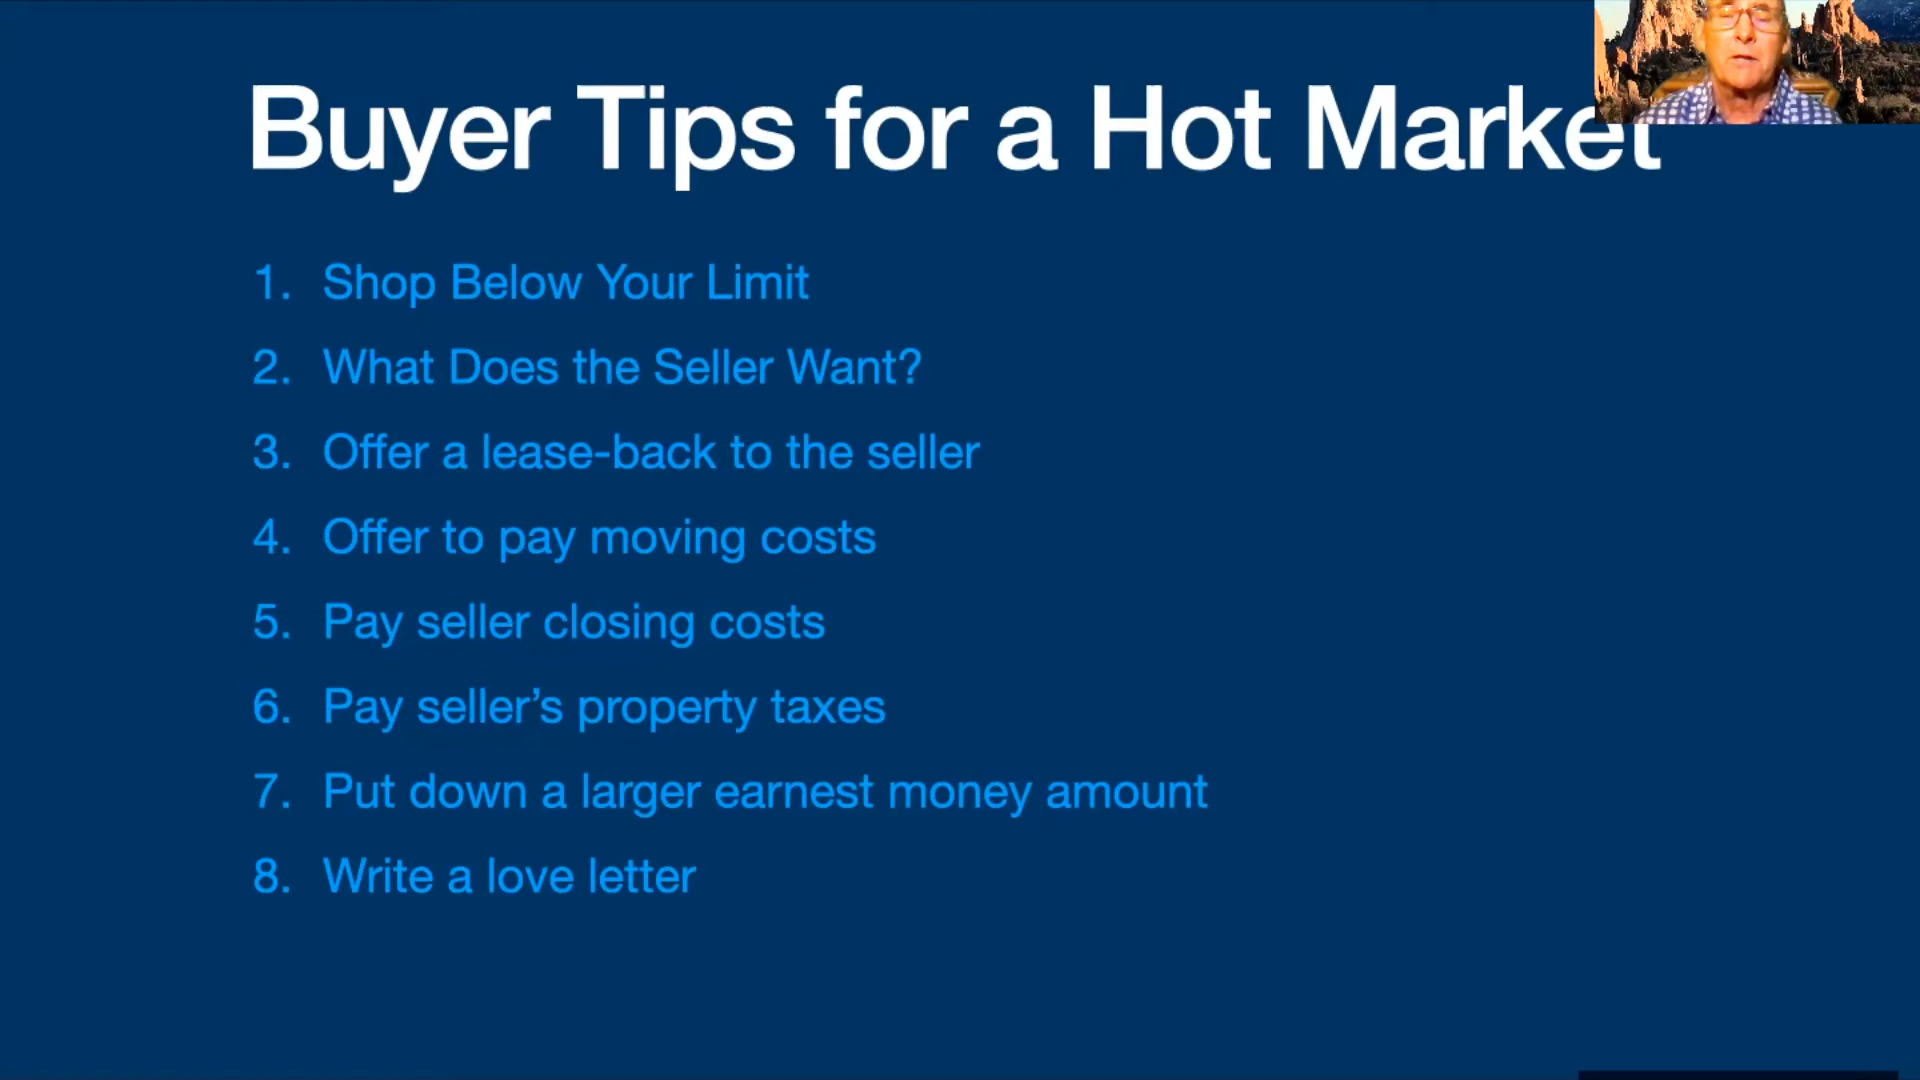 Buyer Tips for a Hot Market
1. Shop Below Your Limit
2. What Does the Seller Want?
3. Offer a lease-back to the seller
4. Offer to pay moving costs
5. Pay seller closing costs
6. Pay seller’s property taxes
7. Put down a larger earnest money amount
8. Write a love letter